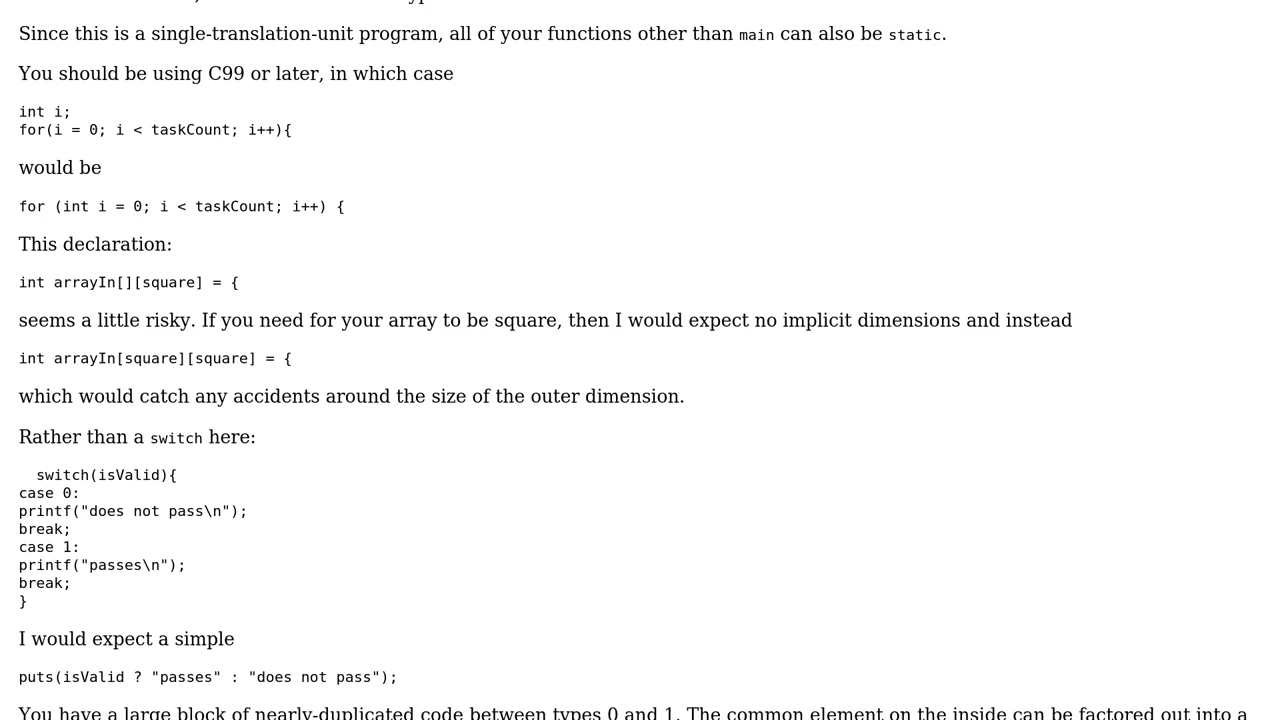 Since this is a single-translation-unit program, all of your functions other than main can also be static.
You should be using C99 or later, in which case
int i;
for(i = 0; i < taskCount; i++){
would be
for (int i = 0; i < taskCount; i++) {
This declaration:
int arrayIn[][square] = {
seems a little risky. If you need for your array to be square, then I would expect no implicit dimensions and instead
int arrayIn[square][square] = {
which would catch any accidents around the size of the outer dimension.
Rather than a switch here:
  switch(isValid){
case 0:
printf("does not pass\n");
break;
case 1:
printf("passes\n");
break;
}
I would expect a simple
puts(isValid ? "passes" : "does not pass");
You have a large block of nearly-duplicated code between types 0 and 1. The common element on the inside can be factored out into a